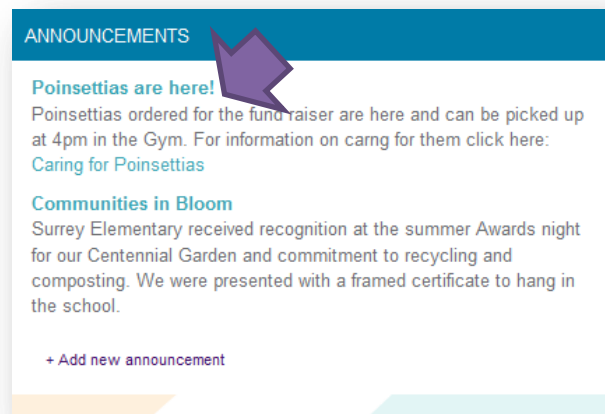 ANNOUNCEMENTS
Poinsettias are here!
Poinsettias ordered for the fund raiser are here and can be picked up
at 4pm in the Gym. For information on carng for them click here:
Caring for Poinsettias
Communities in Bloom
Surrey Elementary received recognition at the summer Awards night
for our Centennial Garden and commitment to recycling and
composting. We were presented with a framed certificate to hang in
the school.
+ Add new announcement